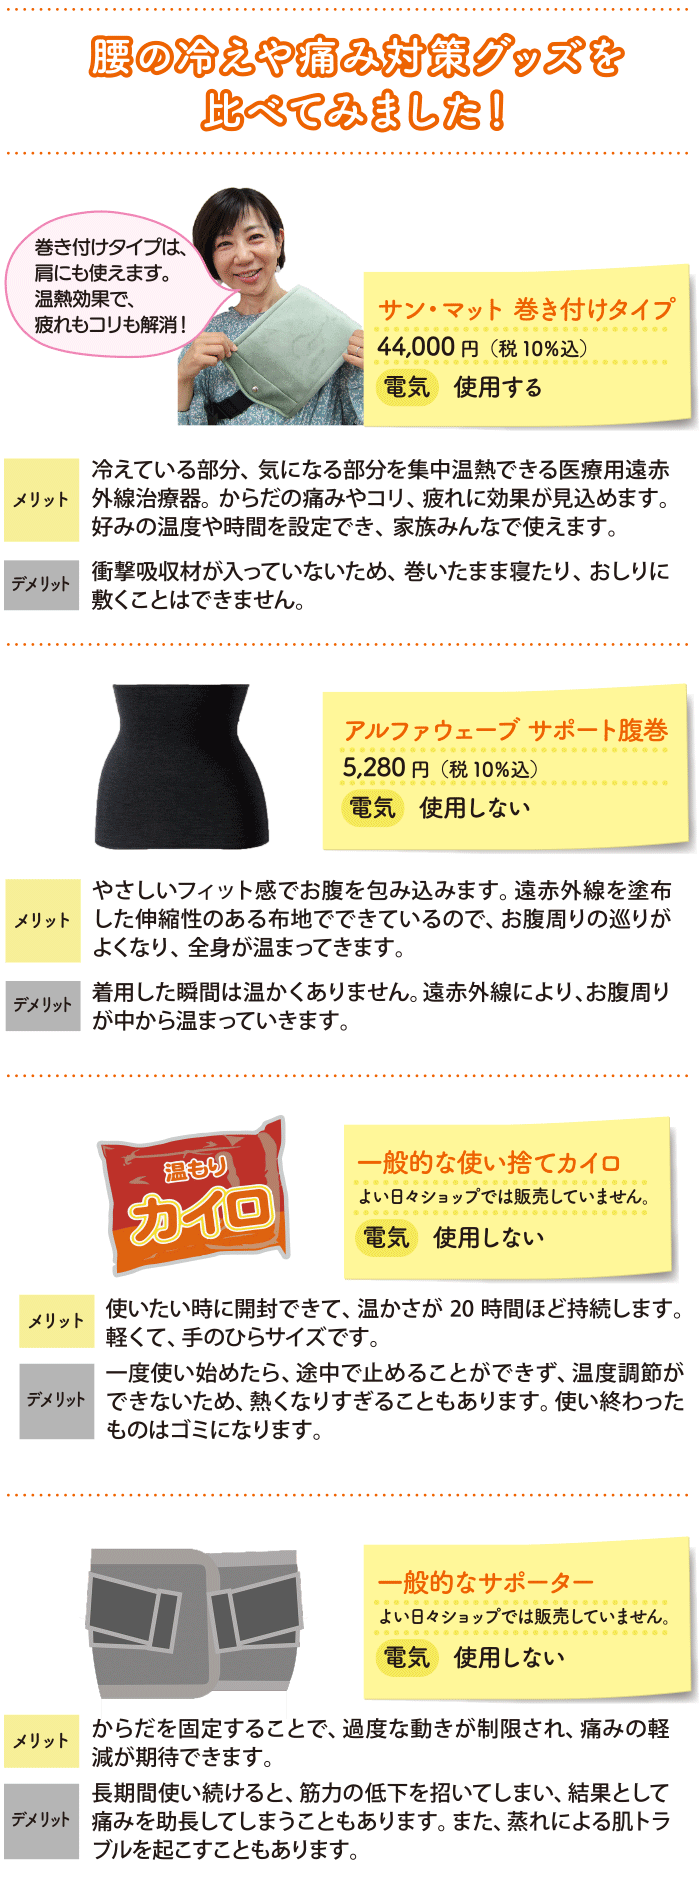 腰の冷えや痛み対策グッズを
比べてみました！
巻き付けタイプは、
肩にも使えます。
温熱効果で、
疲れもコリも解消！
サン・マット 巻き付けタイプ
44,000 円（税10％込）
電気 使用する
メリット
冷えている部分、気になる部分を集中温熱できる医療用遠赤
外線治療器。からだの痛みやコリ、疲れに効果が見込めます。
好みの温度や時間を設定でき、家族みんなで使えます。
デメリット
衝撃吸収材が入っていないため、巻いたまま寝たり、おしりに
敷くことはできません。
アルファウェーブ サポート腹巻
5,280 円（税10％込）
電気 使用しない
メリット
やさしいフィット感でお腹を包み込みます。遠赤外線を塗布
した伸縮性のある布地でできているので、お腹周りの巡りが
よくなり、全身が温まってきます。
デメリット
着用した瞬間は温かくありません。遠赤外線により、お腹周り
が中から温まっていきます。
温もり
カイロ
一般的な使い捨てカイロ
よい日々ショップでは販売していません。
電気 使用しない
メリット
使いたい時に開封できて、温かさが 20 時間ほど持続します。
軽くて、手のひらサイズです。
デメリット
一度使い始めたら、途中で止めることができず、温度調節が
できないため、熱くなりすぎることもあります。使い終わった
ものはゴミになります。
一般的なサポーター
よい日々ショップでは販売していません。
電気 使用しない
メリット
からだを固定することで、過度な動きが制限され、痛みの軽
減が期待できます。
デメリット
長期間使い続けると、筋力の低下を招いてしまい、結果として
痛みを助長してしまうこともあります。また、蒸れによる肌トラ
ブルを起こすこともあります。